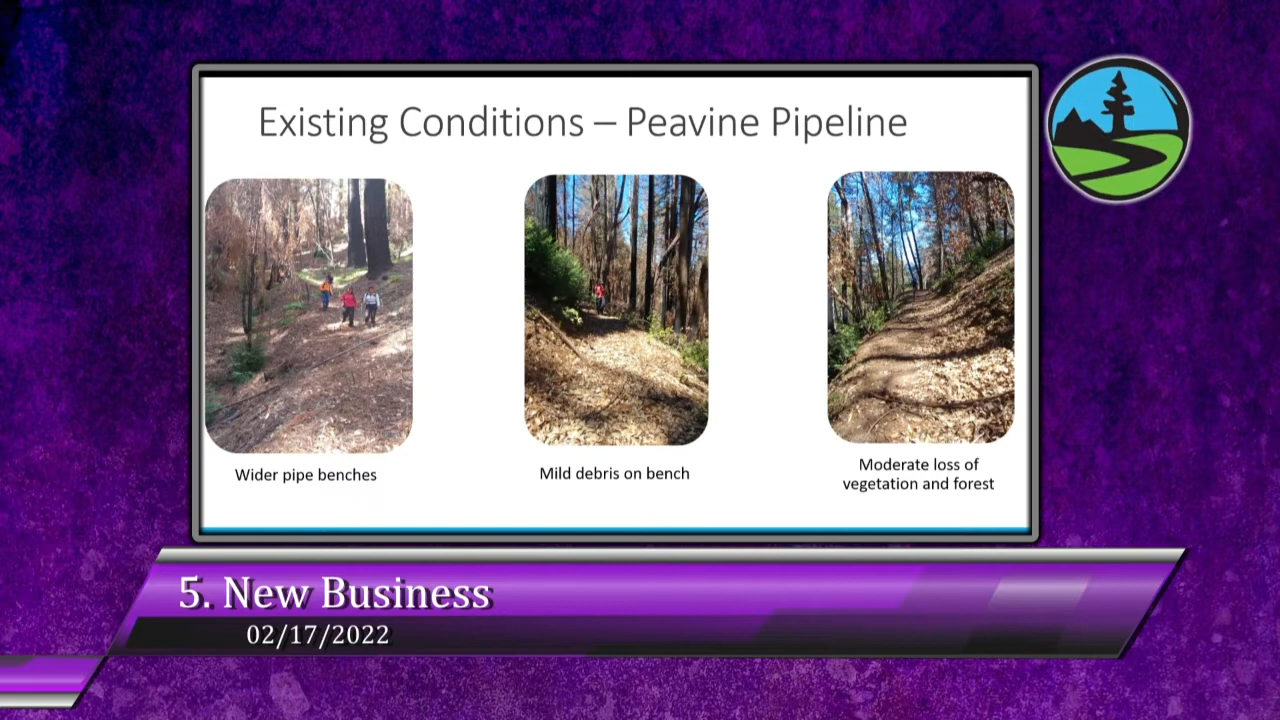 Existing Conditions – Peavine Pipeline
Wider pipe benches
Mild debris on bench
Moderate loss of
vegetation and forest
5. New Business
02/17/2022